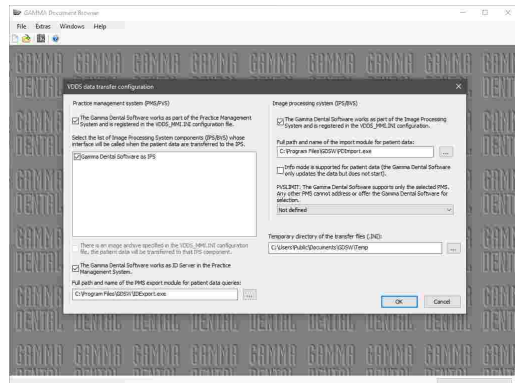 GAMMA Document Browser
File Extras Windows Help
VDDS data transfer configuration
Practice management system (PMS/PVS)
The Gamma Dental Software works as part of the Practice Management
System and is registered in the VDDS_MMI.INI configuration file.
Select the list of Image Processing System components (IPS/BVS) whose
interface will be called when the patient data are transferred to the IPS.
Gamma Dental Software as IPS
There is an image archive specified in the VDDS_MMI.INI configuration
file, the patient data will be transferred to that IPS component.
The Gamma Dental Software works as ID Server in the Practice
Management System.
Full path and name of the PMS export module for patient data queries:
C:\Program Files\GDSW\IDExport.exe
...
Image processing system (IPS/BVS)
The Gamma Dental Software works as part of the Image Processing
System and is registered in the VDDS_MMI.INI configuration.
Full path and name of the import module for patient data:
C:\Program Files\GDSW\PDImport.exe
...
Info mode is supported for patient data (the Gamma Dental Software
only updates the data but does not start).
PVSLIMIT: The Gamma Dental Software supports only the selected PMS.
Any other PMS cannot address or offer the Gamma Dental Software for
selection.
Not defined
Temporary directory of the transfer files (.INI):
C:\Users\Public\Documents\GDSW\Temp
...
OK Cancel
GAMMA
DENTAL